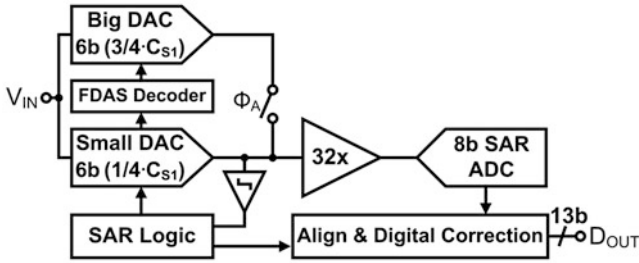 Big DAC
6b (3/4·C_S1)
FDAS Decoder
V_IN
Φ_A
Small DAC
6b (1/4·C_S1)
32x
8b SAR
ADC
SAR Logic
Align & Digital Correction
13b
D_OUT